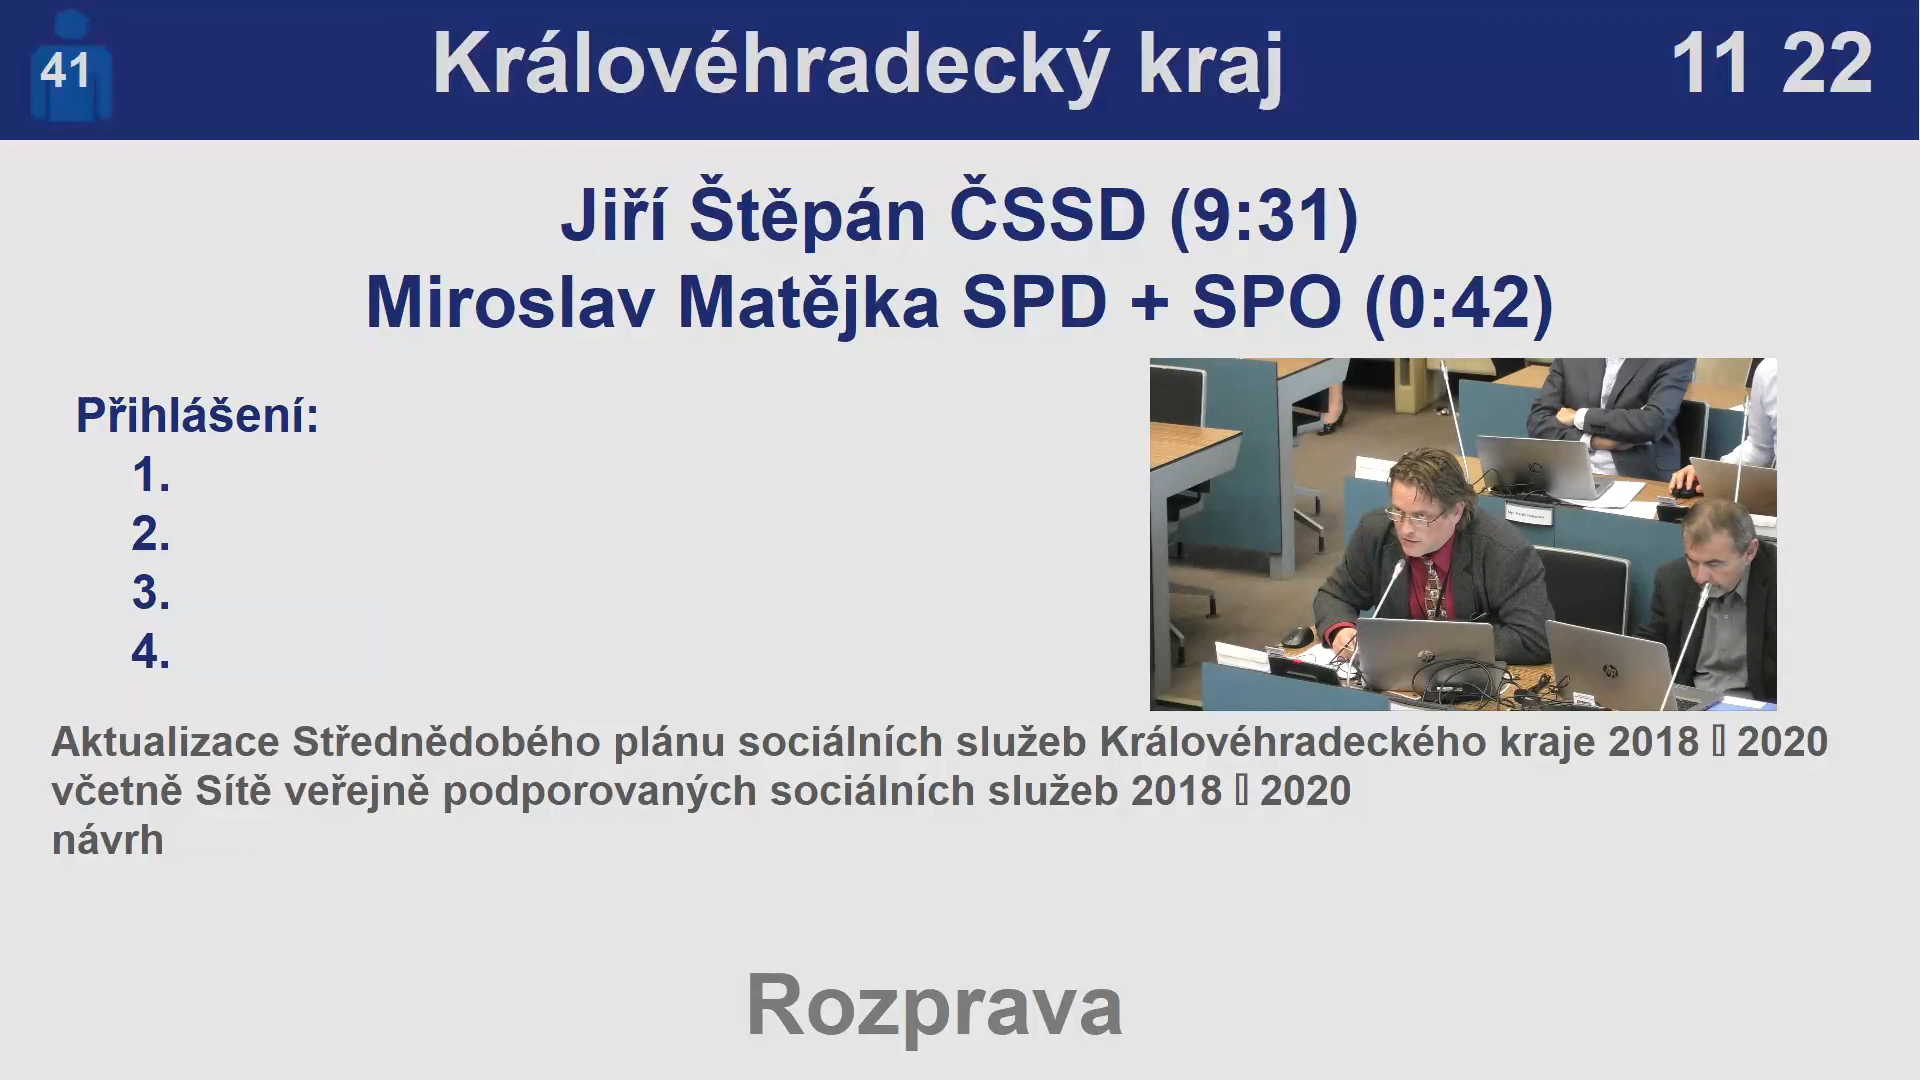 41
Královéhradecký kraj
11 22
Jiří Štěpán ČSSD (9:31)
Miroslav Matějka SPD + SPO (0:42)
Přihlášení:
1.
2.
3.
4.
Aktualizace Střednědobého plánu sociálních služeb Královéhradeckého kraje 2018 ▯ 2020
včetně Sítě veřejně podporovaných sociálních služeb 2018 ▯ 2020
návrh
Rozprava